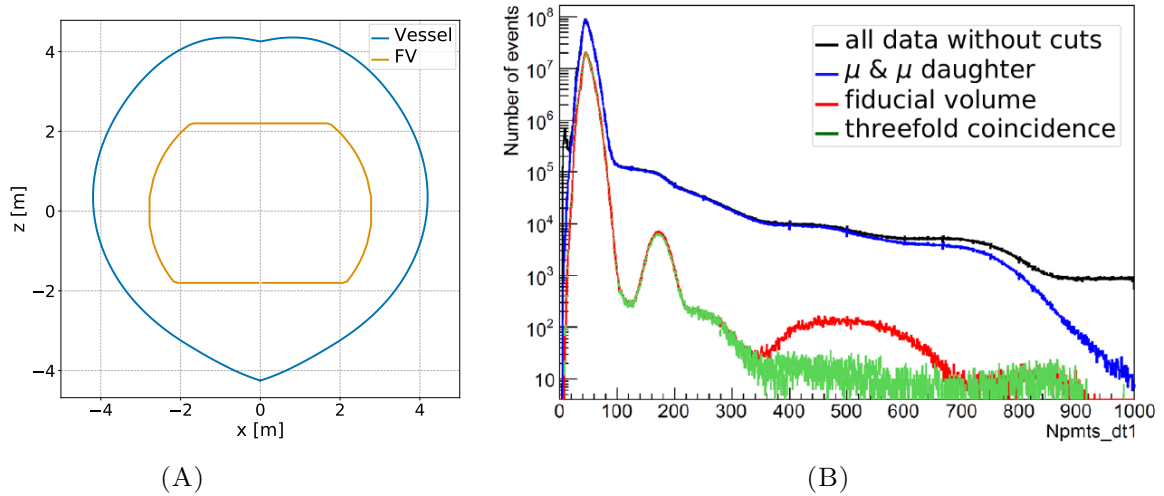 Vessel
FV
4
2
0
−2
−4
−4
−2
0
2
4
z [m]
x [m]
(A)
B)
Number of events
10⁸
10⁷
10⁶
10⁵
10⁴
10³
10²
10
all data without cuts
μ & μ daughter
fiducial volume
threefold coincidence
0 100 200 300 400 500 600 700 800 900 1000
Npmts_dt1
(B)